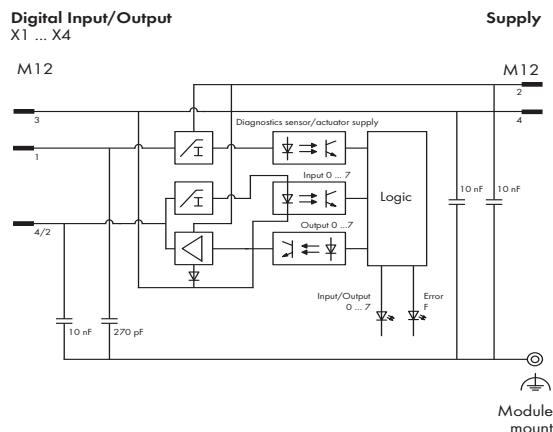 Digital Input/Output
X1 ... X4
Supply
M12
M12
2
3
4
Diagnostics sensor/actuator supply
1
I
Input 0 ... 7
I
Logic
10 nF
10 nF
4/2
Output 0 ...7
Input/Output
0 ... 7
Error
F
10 nF
270 pF
Module
mount